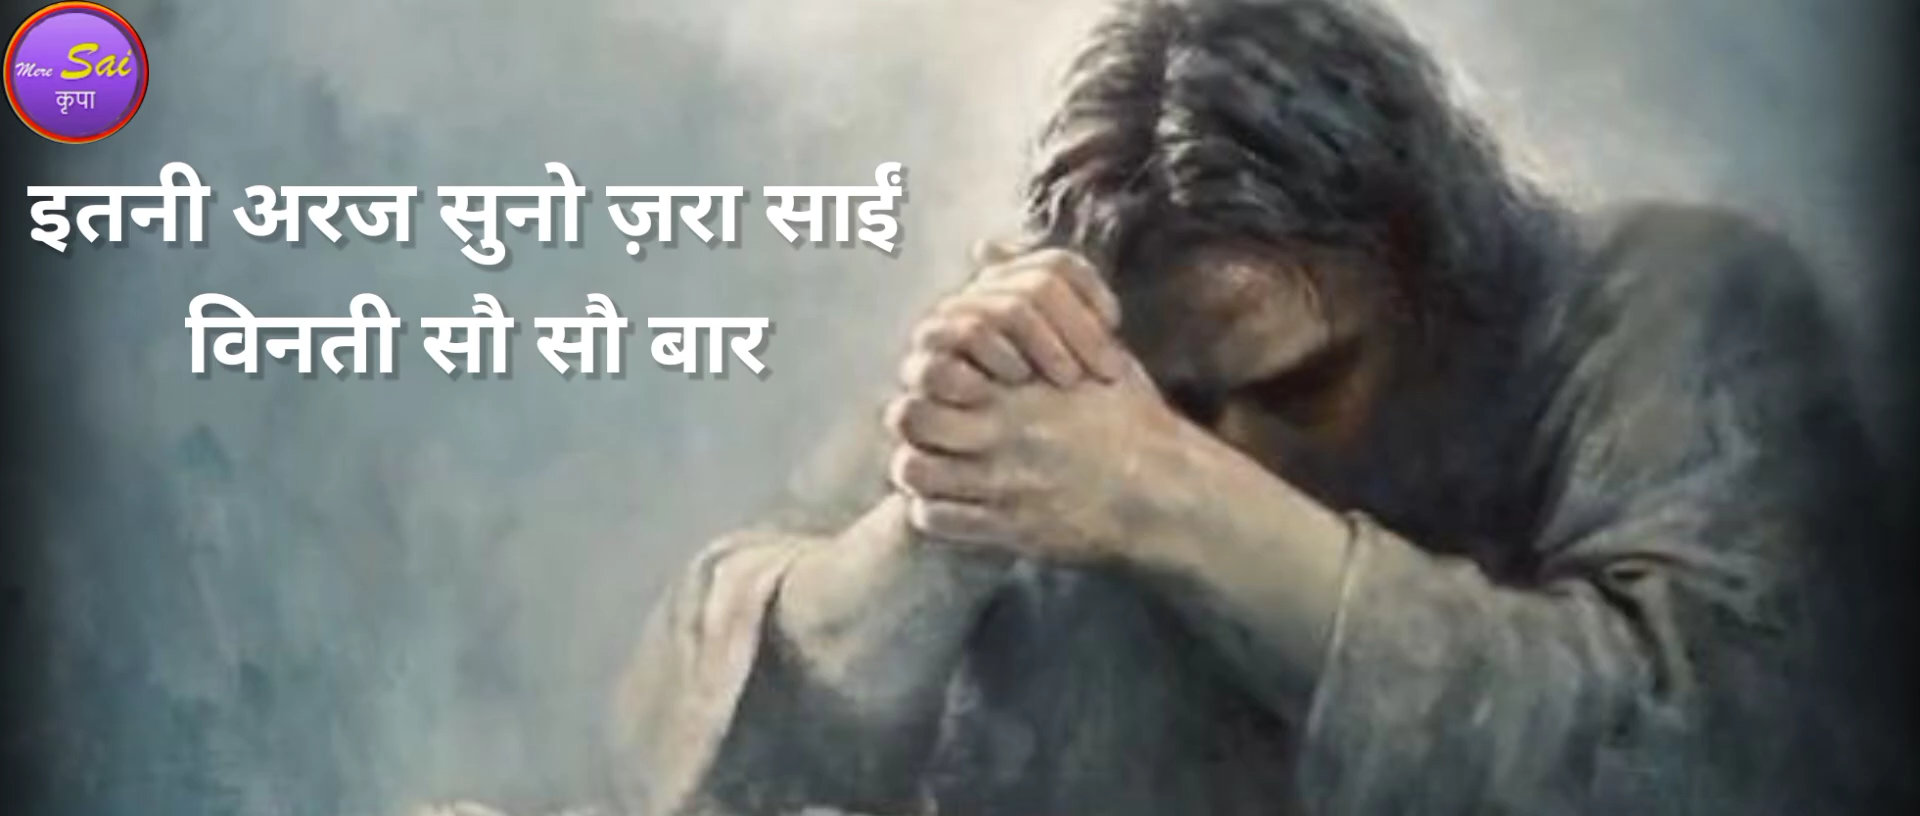 Mere Sai
कृपा
इतनी अरज सुनो ज़रा साईं
विनती सौ सौ बार